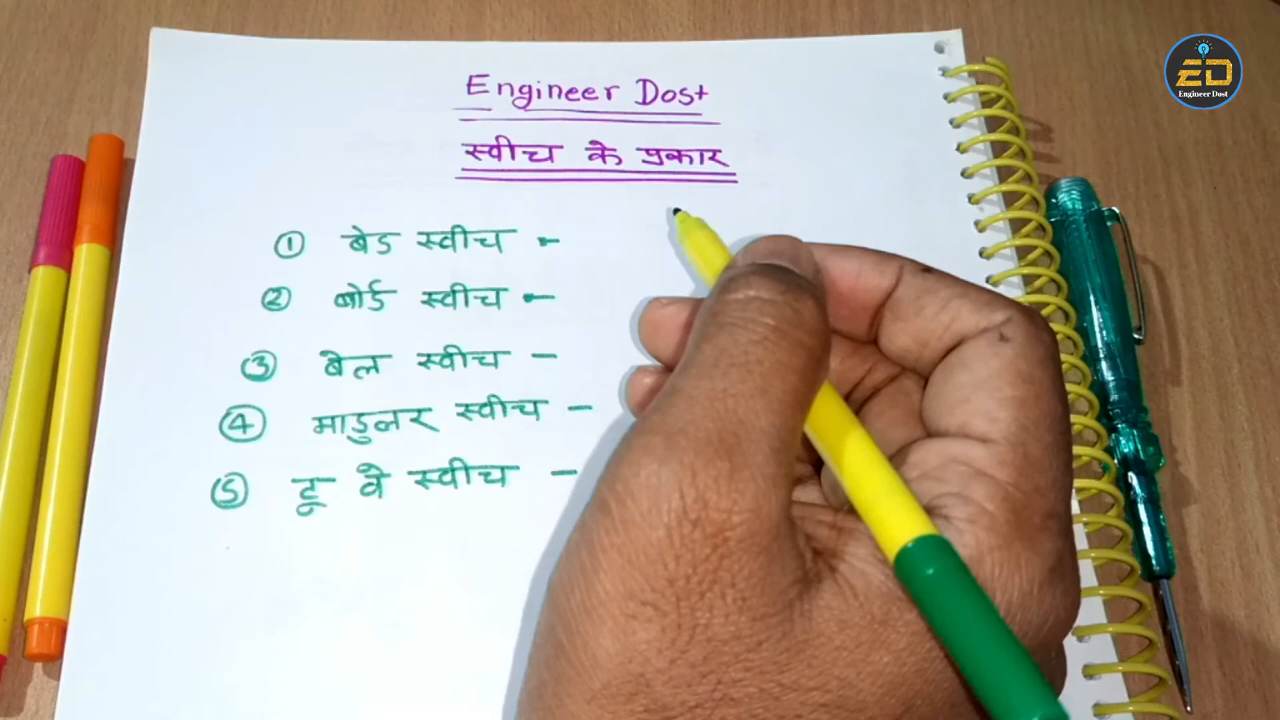 Engineer Dost
स्वीच के प्रकार
① बेड स्वीच -
② बोर्ड स्वीच -
③ बेल स्वीच -
④ माडुलर स्वीच -
⑤ टू वे स्वीच -
ED
Engineer Dost